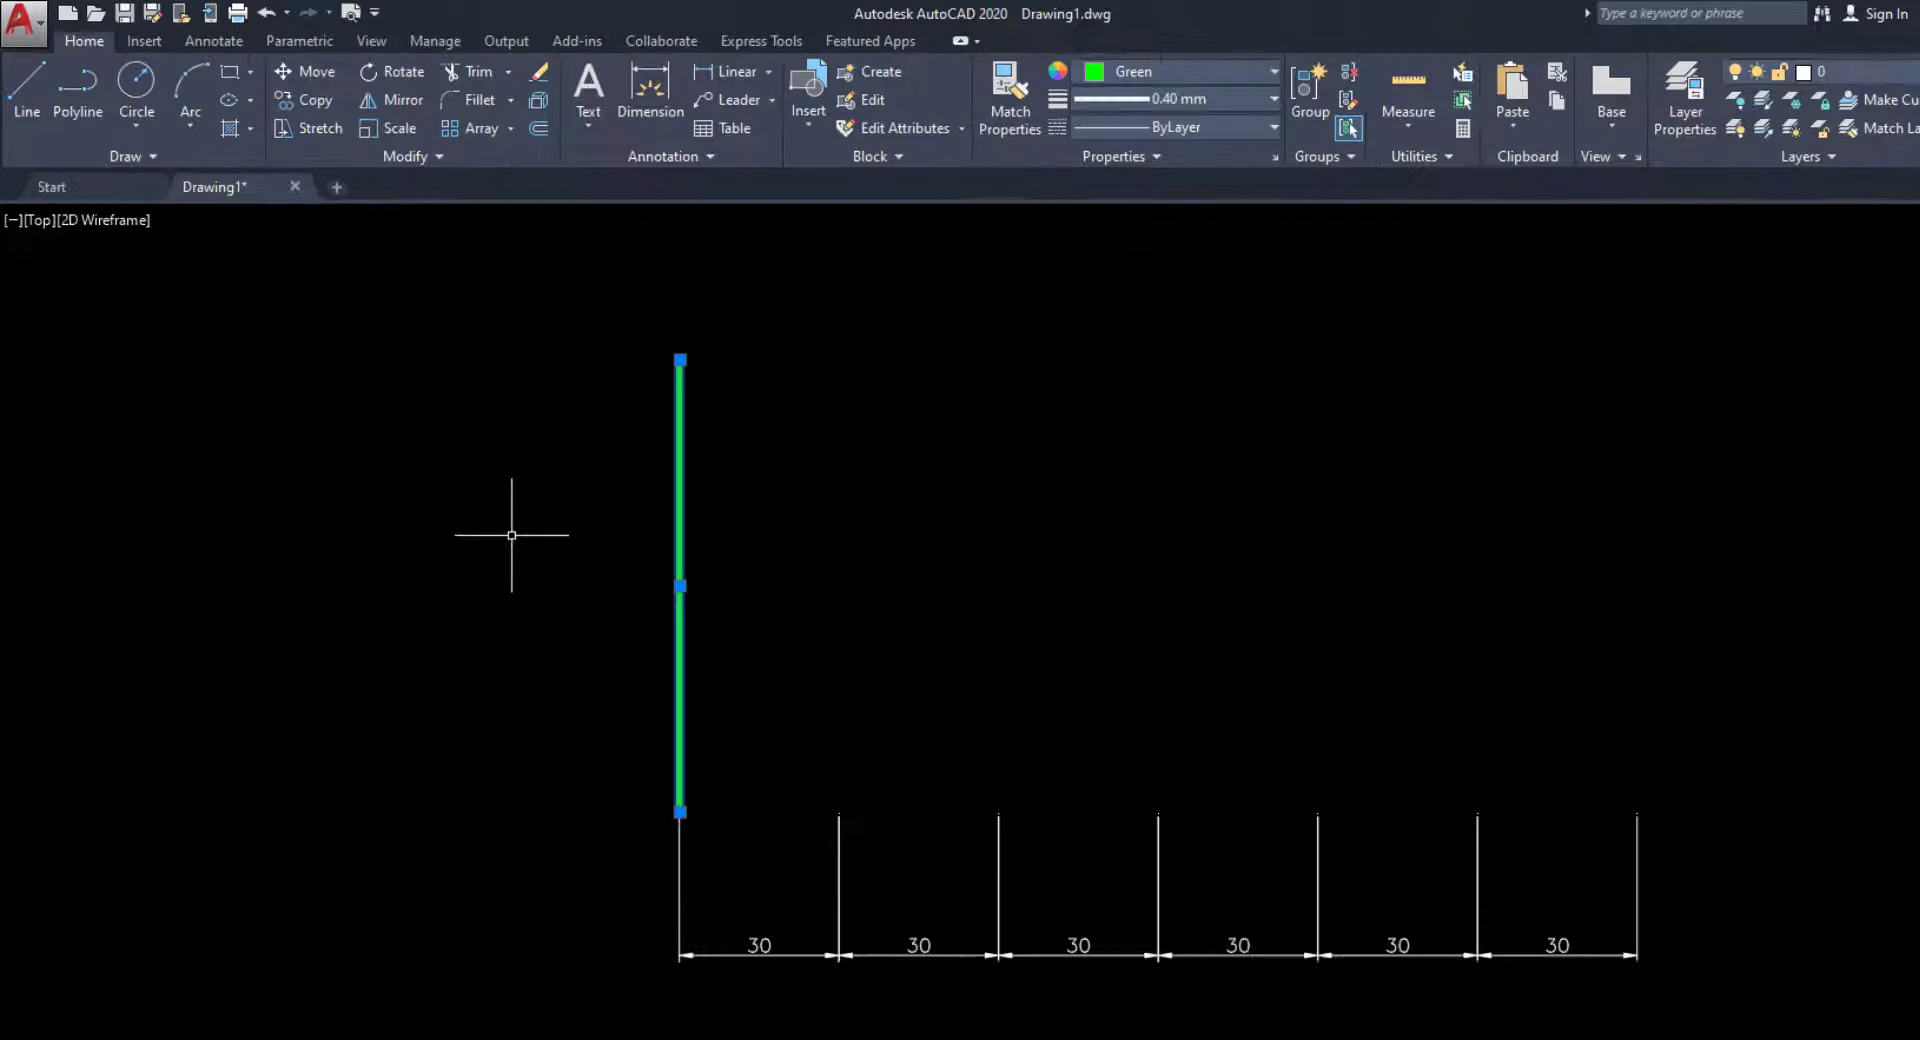 Autodesk AutoCAD 2020 Drawing1.dwg
Type a keyword or phrase
Sign In
Home Insert Annotate Parametric View Manage Output Add-ins Collaborate Express Tools Featured Apps
Line Polyline Circle Arc
Move Rotate Trim
Copy Mirror Fillet
Stretch Scale Array
Text Dimension
Linear
Leader
Table
Insert
Create
Edit
Edit Attributes
Match
Properties
Green
0.40 mm
ByLayer
Group
Measure
Paste
Base
Layer
Properties
0
Make Cu
Match La
Draw Modify Annotation Block Properties Groups Utilities Clipboard View Layers
Start Drawing1*
[−][Top][2D Wireframe]
30 30 30 30 30 30